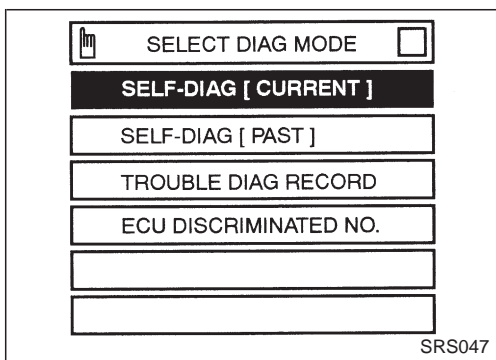 SELECT DIAG MODE
SELF-DIAG [ CURRENT ]
SELF-DIAG [ PAST ]
TROUBLE DIAG RECORD
ECU DISCRIMINATED NO.
SRS047